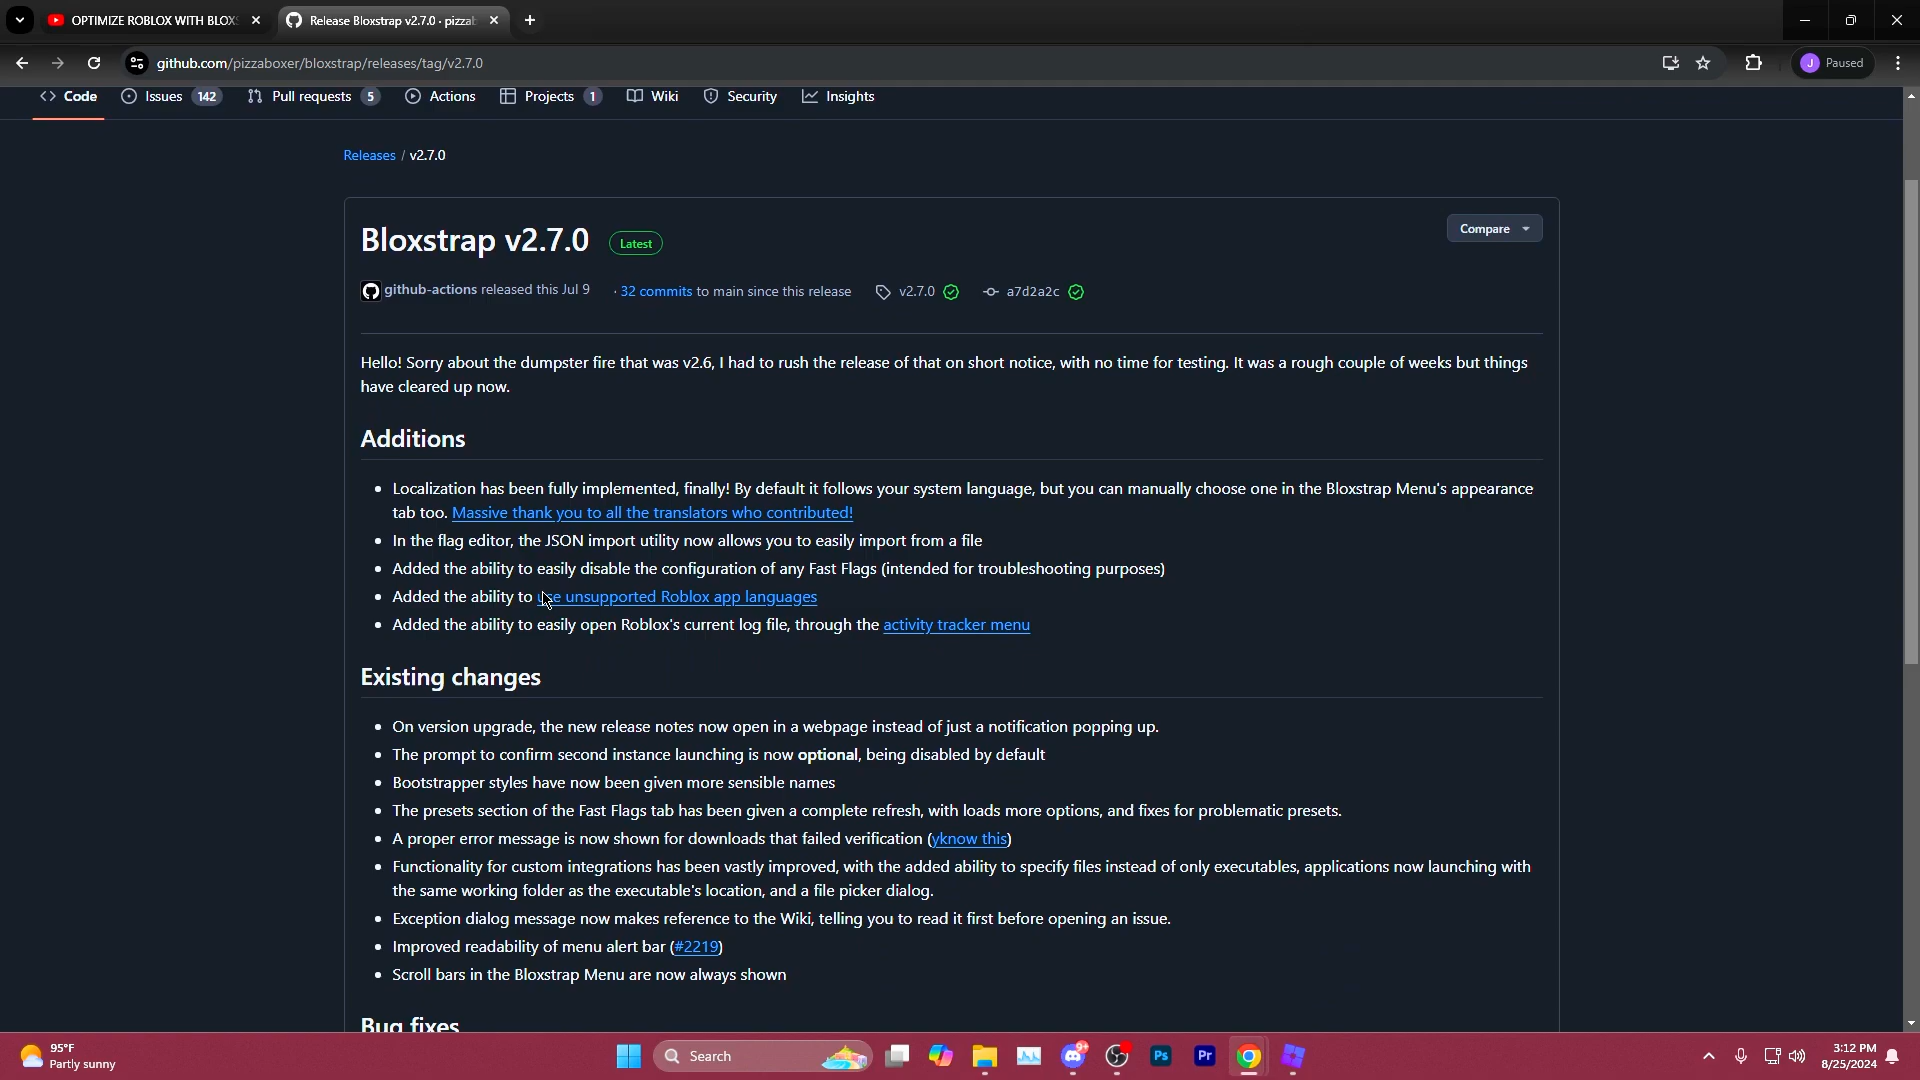 OPTIMIZE ROBLOX WITH BLOX
Release Bloxstrap v2.7.0 · pizzab
github.com/pizzaboxer/bloxstrap/releases/tag/v2.7.0
J Paused
Code Issues 142 Pull requests 5 Actions Projects 1 Wiki Security Insights
Releases / v2.7.0
Bloxstrap v2.7.0 Latest
Compare
github-actions released this Jul 9 · 32 commits to main since this release v2.7.0 a7d2a2c
Hello! Sorry about the dumpster fire that was v2.6, I had to rush the release of that on short notice, with no time for testing. It was a rough couple of weeks but things
have cleared up now.
Additions
• Localization has been fully implemented, finally! By default it follows your system language, but you can manually choose one in the Bloxstrap Menu's appearance
tab too. Massive thank you to all the translators who contributed!
• In the flag editor, the JSON import utility now allows you to easily import from a file
• Added the ability to easily disable the configuration of any Fast Flags (intended for troubleshooting purposes)
• Added the ability to use unsupported Roblox app languages
• Added the ability to easily open Roblox's current log file, through the activity tracker menu
Existing changes
• On version upgrade, the new release notes now open in a webpage instead of just a notification popping up.
• The prompt to confirm second instance launching is now optional, being disabled by default
• Bootstrapper styles have now been given more sensible names
• The presets section of the Fast Flags tab has been given a complete refresh, with loads more options, and fixes for problematic presets.
• A proper error message is now shown for downloads that failed verification (yknow this)
• Functionality for custom integrations has been vastly improved, with the added ability to specify files instead of only executables, applications now launching with
the same working folder as the executable's location, and a file picker dialog.
• Exception dialog message now makes reference to the Wiki, telling you to read it first before opening an issue.
• Improved readability of menu alert bar (#2219)
• Scroll bars in the Bloxstrap Menu are now always shown
Bug fixes
95°F
Partly sunny
Search
9+
Ps
Pr
3:12 PM
8/25/2024